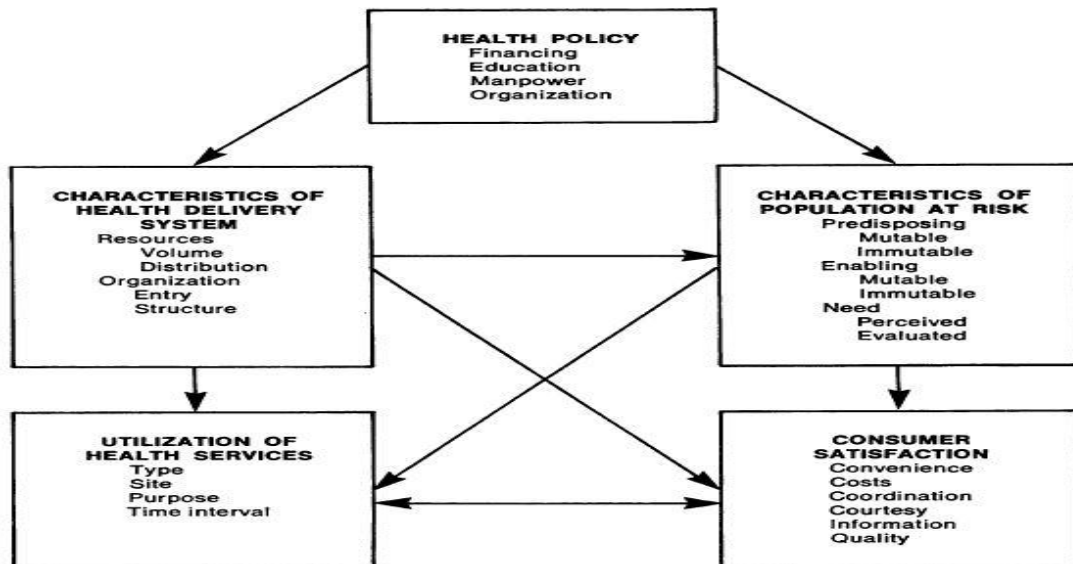 HEALTH POLICY
Financing
Education
Manpower
Organization
CHARACTERISTICS OF
HEALTH DELIVERY
SYSTEM
Resources
Volume
Distribution
Organization
Entry
Structure
CHARACTERISTICS OF
POPULATION AT RISK
Predisposing
Mutable
Immutable
Enabling
Mutable
Immutable
Need
Perceived
Evaluated
UTILIZATION OF
HEALTH SERVICES
Type
Site
Purpose
Time interval
CONSUMER
SATISFACTION
Convenience
Costs
Coordination
Courtesy
Information
Quality